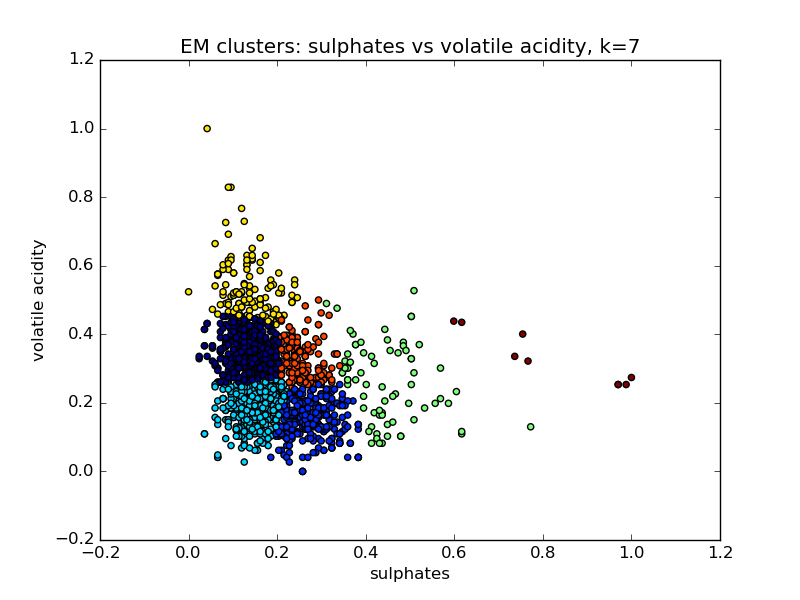 EM clusters: sulphates vs volatile acidity, k=7
1.2
1.0
0.8
0.6
0.4
0.2
0.0
−0.2
volatile acidity
−0.2 0.0 0.2 0.4 0.6 0.8 1.0 1.2
sulphates